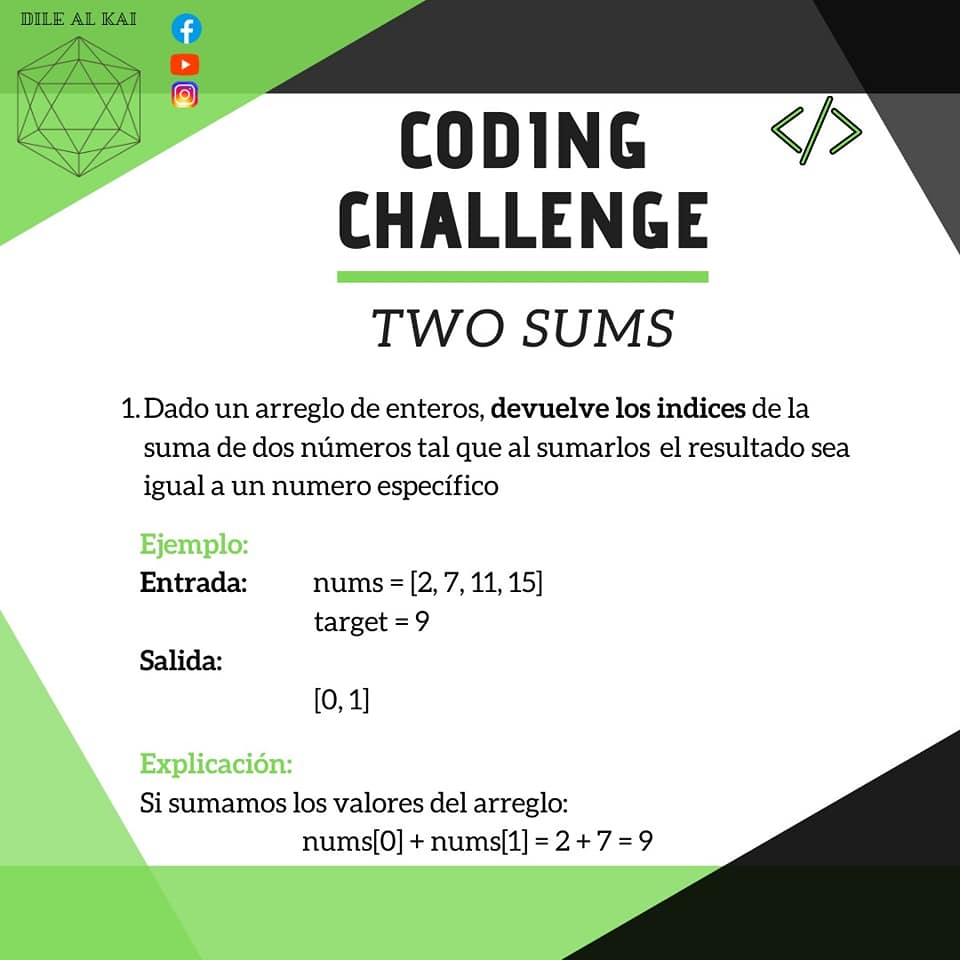 DILE AL KAI
CODING
CHALLENGE
TWO SUMS
1. Dado un arreglo de enteros, devuelve los indices de la
suma de dos números tal que al sumarlos el resultado sea
igual a un numero específico
Ejemplo:
Entrada: nums = [2, 7, 11, 15]
target = 9
Salida:
[0, 1]
Explicación:
Si sumamos los valores del arreglo:
nums[0] + nums[1] = 2 + 7 = 9